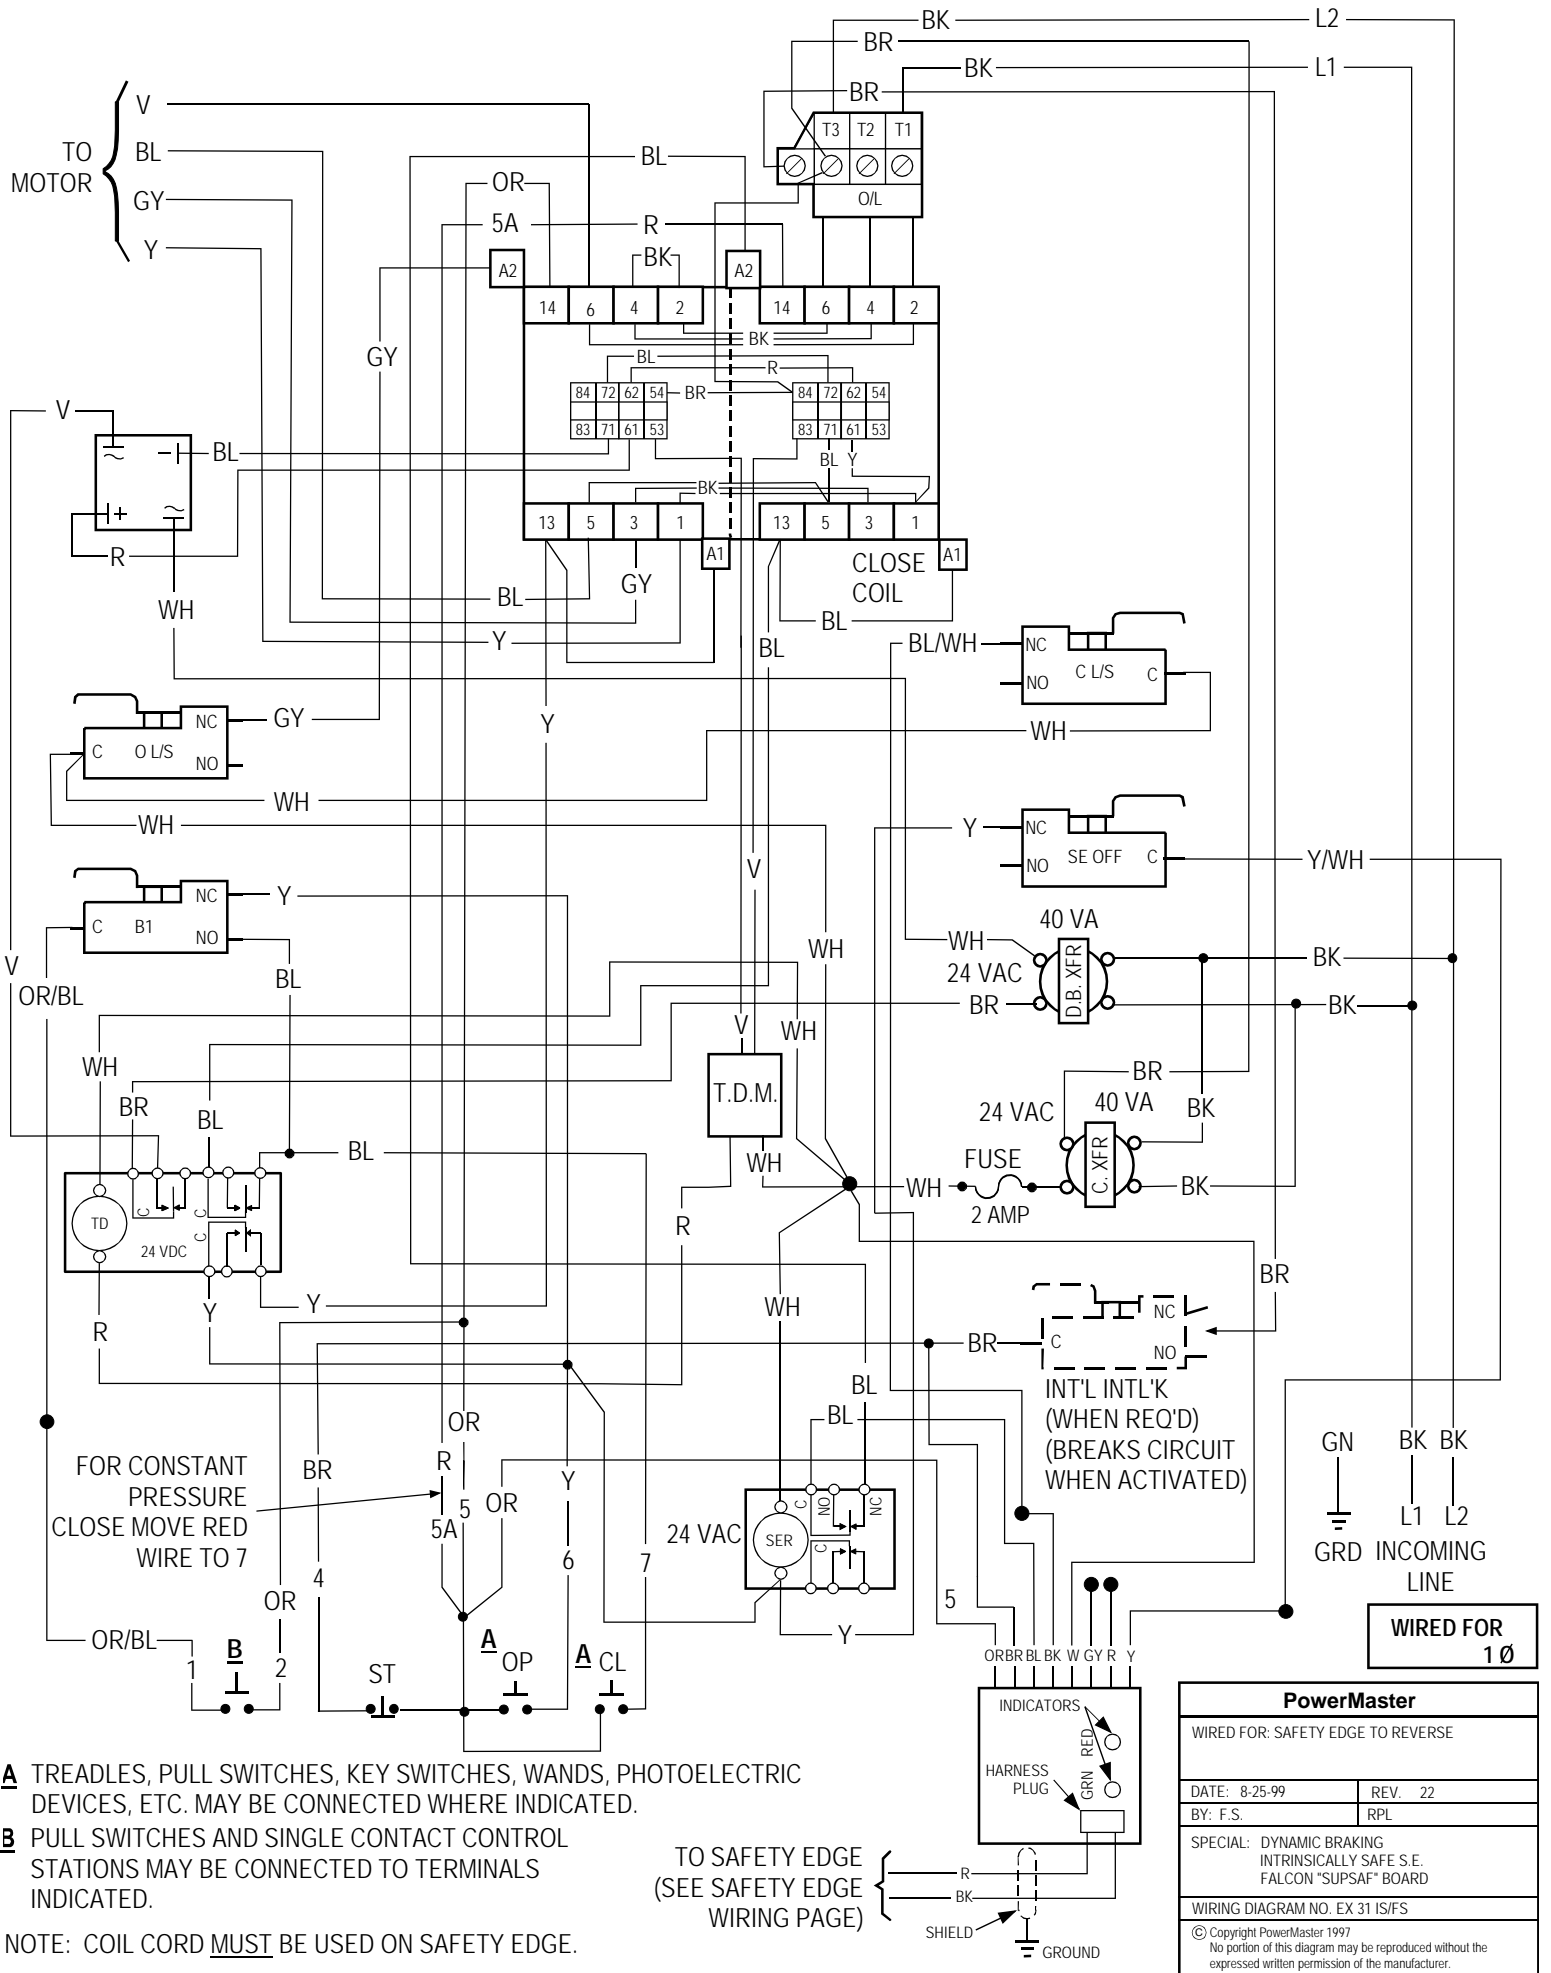 BK
L2
BR
BK
L1
BR
V
TO
MOTOR
BL
GY
Y
BL
OR
5A
R
T3 T2 T1
O/L
A2
BK
A2
14 6 4 2
14 6 4 2
BK
GY
BL
R
84 72 62 54
BR
84 72 62 54
83 71 61 53
83 71 61 53
BL Y
V
BL
BK
13 5 3 1
13 5 3 1
R
A1
A1
CLOSE
COIL
GY
WH
BL
BL
Y
BL
BL/WH
NC
NO
C L/S
C
WH
NC
GY
C
O L/S
NO
Y
WH
WH
Y
NC
NO
SE OFF
C
Y/WH
V
NC
Y
C
B1
NO
40 VA
WH
24 VAC
D.B. XFR
BK
WH
V
OR/BL
BL
BR
BK
V
WH
WH
T.D.M.
BR
BR
24 VAC
40 VA
BK
BL
BL
WH
FUSE
C. XFR
WH
2 AMP
BK
R
TD
C
C
C
24 VDC
BR
Y
Y
WH
R
BR
C
NC
NO
INT'L INTL'K
(WHEN REQ'D)
(BREAKS CIRCUIT
WHEN ACTIVATED)
BL
BL
OR
GN
BK BK
FOR CONSTANT
PRESSURE
CLOSE MOVE RED
WIRE TO 7
BR
R
5
OR
Y
5A
24 VAC
C
NO
NC
SER
C
L1 L2
GRD INCOMING
LINE
4
6
7
OR
5
WIRED FOR
1Ø
OR/BL
1
B
2
ST
A
OP
A
CL
Y
OR BR BL BK W GY R Y
INDICATORS
RED
GRN
HARNESS
PLUG
PowerMaster
WIRED FOR: SAFETY EDGE TO REVERSE
DATE: 8-25-99
REV. 22
BY: F.S.
RPL
SPECIAL: DYNAMIC BRAKING
INTRINSICALLY SAFE S.E.
FALCON "SUPSAF" BOARD
WIRING DIAGRAM NO. EX 31 IS/FS
© Copyright PowerMaster 1997
No portion of this diagram may be reproduced without the
expressed written permission of the manufacturer.
A TREADLES, PULL SWITCHES, KEY SWITCHES, WANDS, PHOTOELECTRIC
DEVICES, ETC. MAY BE CONNECTED WHERE INDICATED.
B PULL SWITCHES AND SINGLE CONTACT CONTROL
STATIONS MAY BE CONNECTED TO TERMINALS
INDICATED.
NOTE: COIL CORD MUST BE USED ON SAFETY EDGE.
TO SAFETY EDGE
(SEE SAFETY EDGE
WIRING PAGE)
R
BK
SHIELD
GROUND